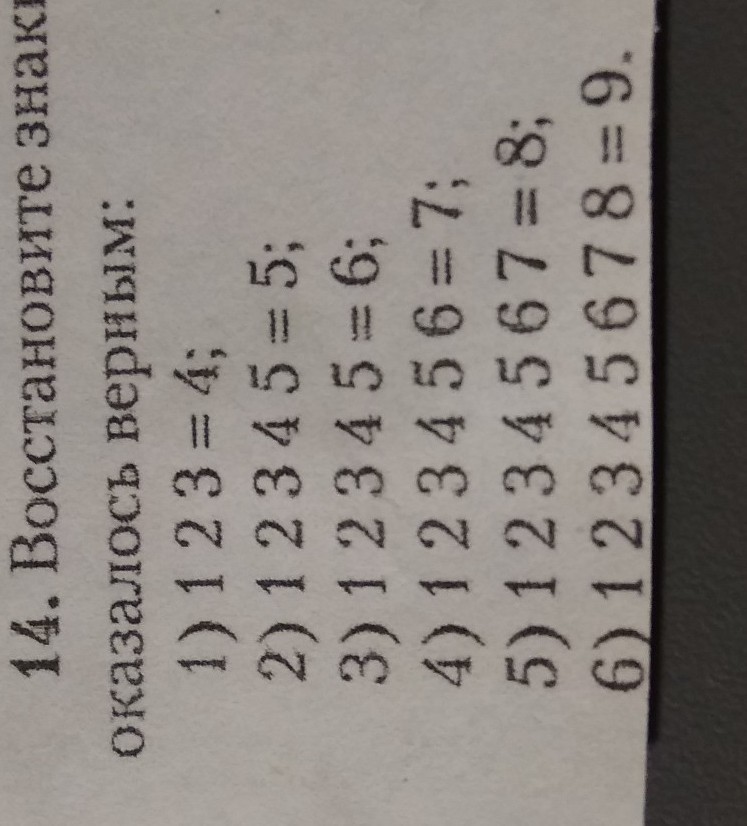 14. Восстановите знаки
оказалось верным:
1) 1 2 3 = 4;
2) 1 2 3 4 5 = 5;
3) 1 2 3 4 5 = 6;
4) 1 2 3 4 5 6 = 7;
5) 1 2 3 4 5 6 7 = 8;
6) 1 2 3 4 5 6 7 8 = 9.